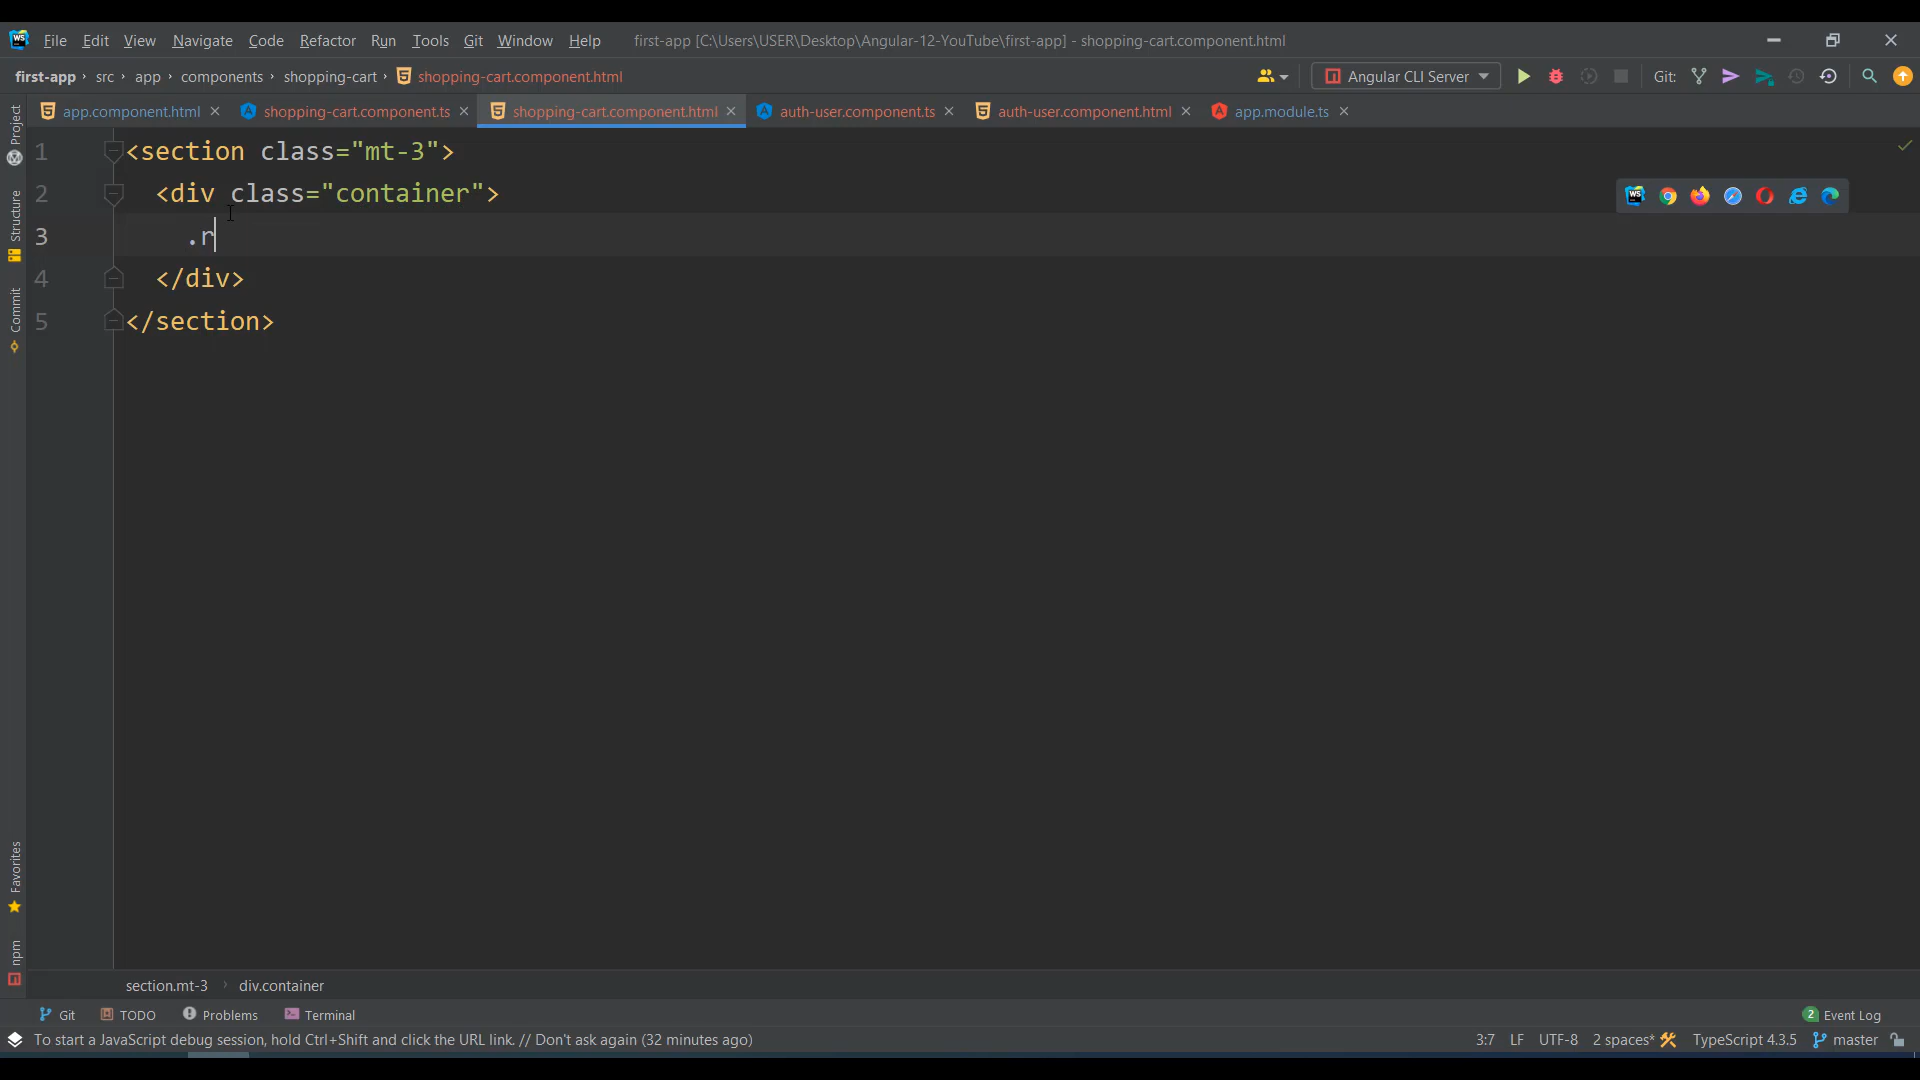 File Edit View Navigate Code Refactor Run Tools Git Window Help first-app [C:\Users\USER\Desktop\Angular-12-YouTube\first-app] - shopping-cart.component.html
first-app › src › app › components › shopping-cart › shopping-cart.component.html Angular CLI Server Git:
app.component.html shopping-cart.component.ts shopping-cart.component.html auth-user.component.ts auth-user.component.html app.module.ts
Project
Structure
Commit
Favorites
npm
1 <section class="mt-3">
2 <div class="container">
3 .r
4 </div>
5 </section>
section.mt-3 › div.container
Git TODO Problems Terminal 2 Event Log
To start a JavaScript debug session, hold Ctrl+Shift and click the URL link. // Don't ask again (32 minutes ago) 3:7 LF UTF-8 2 spaces* TypeScript 4.3.5 master